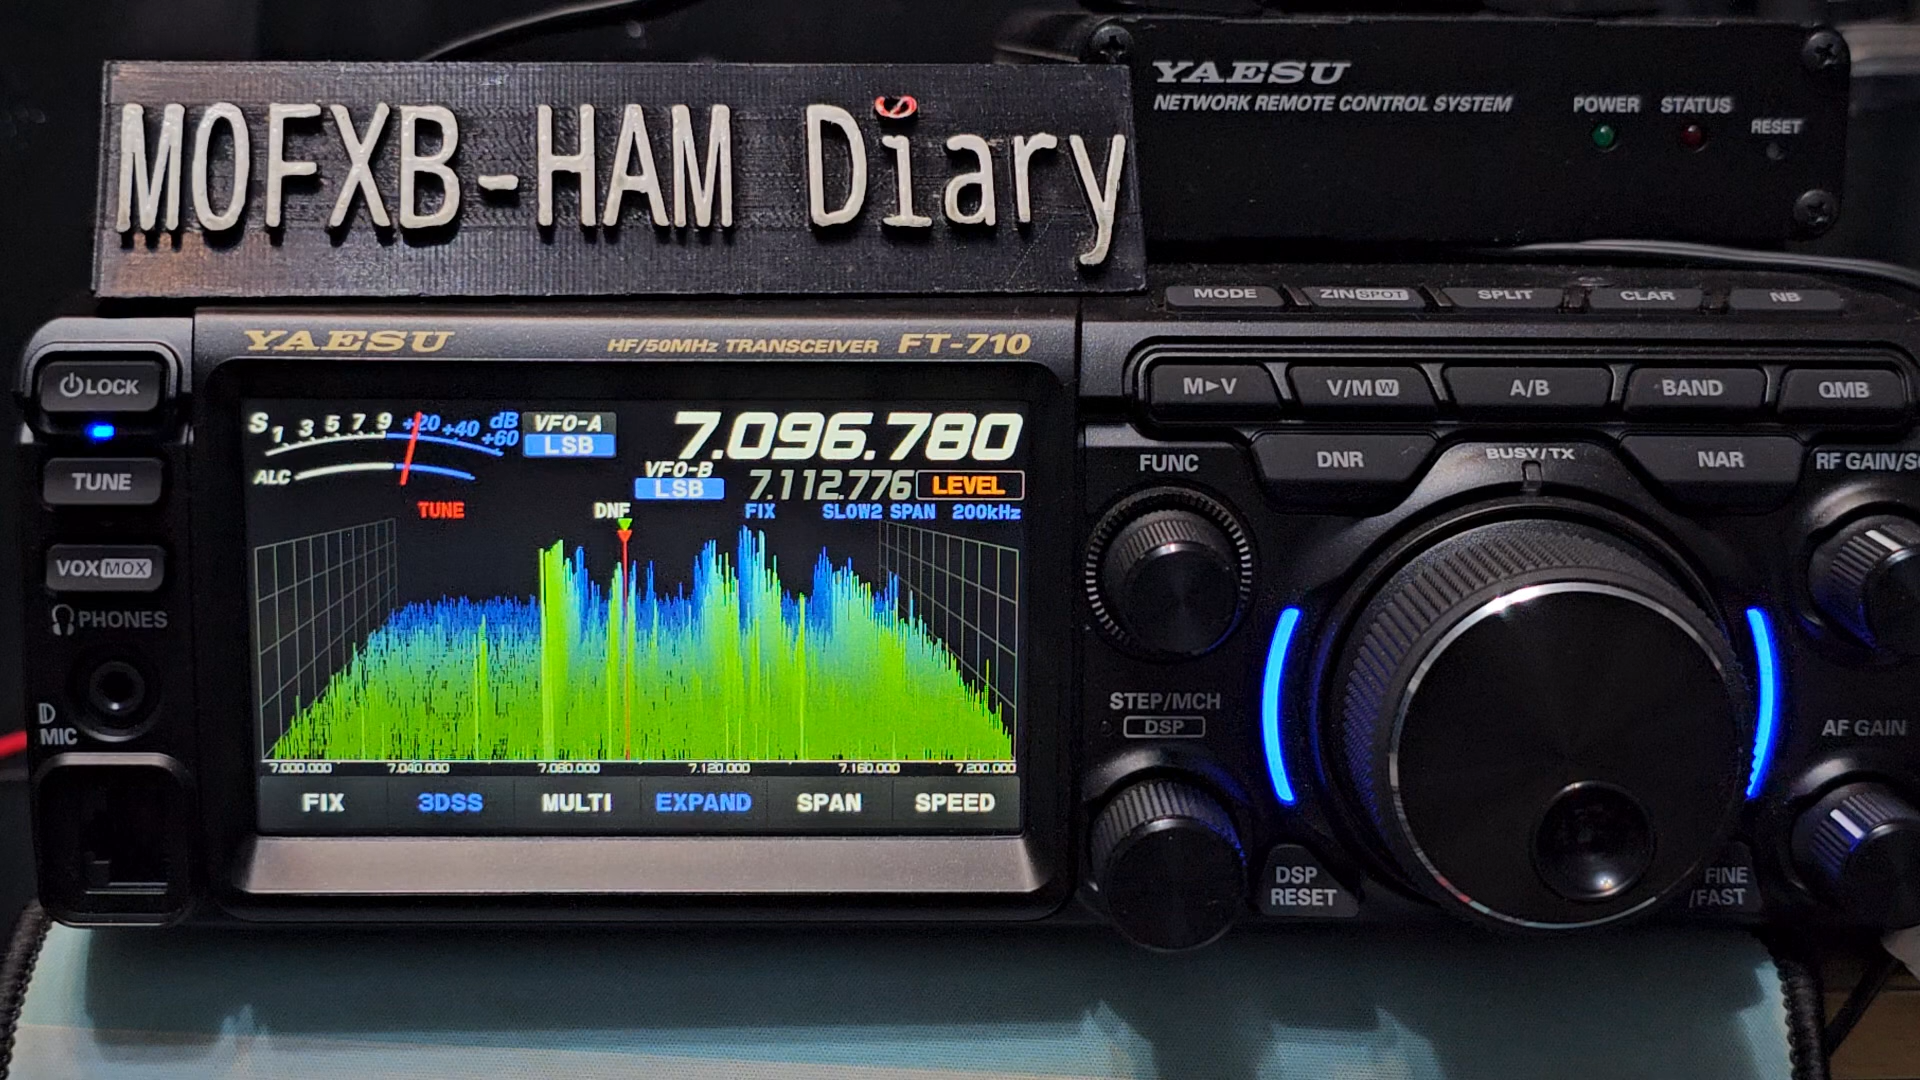 MOFXB-HAM Diary
YAESU
NETWORK REMOTE CONTROL SYSTEM
POWER STATUS
RESET
MODE ZIN SPOT SPLIT CLAR NB
YAESU HF/50MHz TRANSCEIVER FT-710
LOCK
M►V V/M W A/B BAND QMB
S 1 3 5 7 9 +20 +40 +60 dB
VFO-A
LSB
7.096.780
ALC
VFO-B
LSB
7.112.776
LEVEL
TUNE
TUNE
DNF
FIX SLOW2 SPAN 200kHz
FUNC
DNR
BUSY/TX
NAR
RF GAIN/
VOX MOX
PHONES
MIC
STEP/MCH
DSP
AF GAIN
7.000.000 7.040.000 7.080.000 7.120.000 7.160.000 7.200.000
FIX 3DSS MULTI EXPAND SPAN SPEED
DSP
RESET
FINE
/FAST